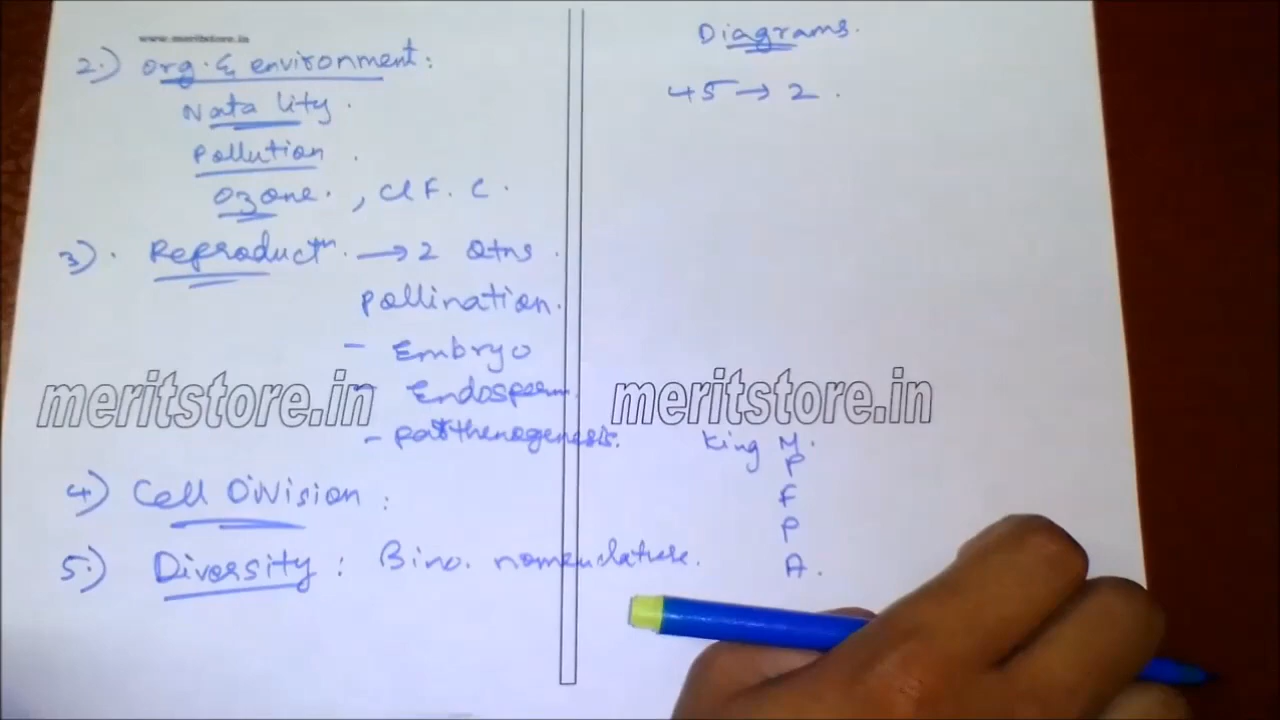 www.meritstore.in
2.) Org. & environment:
Natality.
Pollution.
Ozone., Cl F. C.
3). Reproductn. → 2 Qtns.
Pollination.
- Embryo
Endosperm.
- Parthenogenesis.
4) Cell Division:
5.) Diversity: Bino. nomenclature.
Diagrams.
45 → 2.
meritstore.in
meritstore.in
King M.
P
F
P
A.